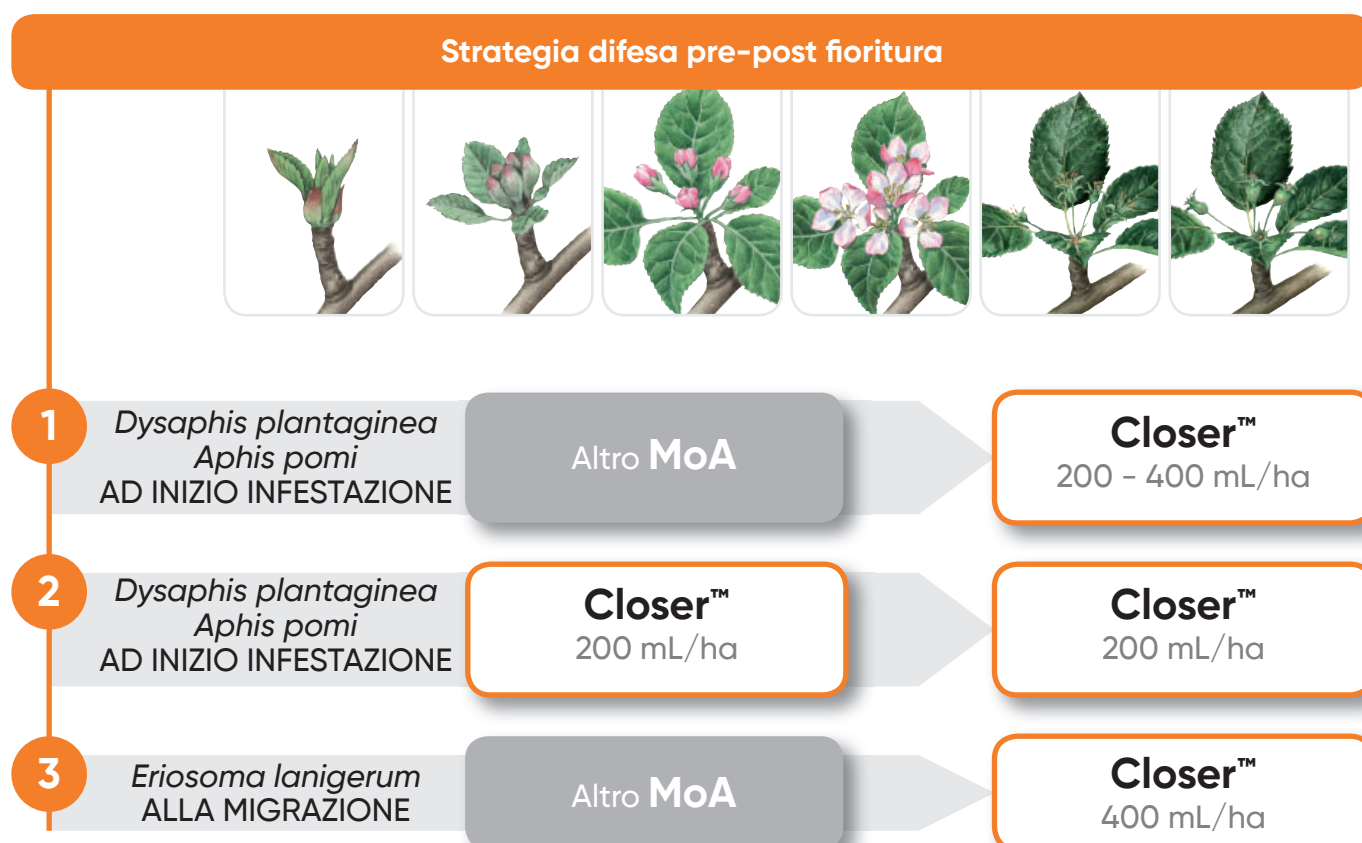 Strategia difesa pre-post fioritura
1
Dysaphis plantaginea
Aphis pomi
AD INIZIO INFESTAZIONE
Altro MoA
Closer™
200 - 400 mL/ha
2
Dysaphis plantaginea
Aphis pomi
AD INIZIO INFESTAZIONE
Closer™
200 mL/ha
Closer™
200 mL/ha
3
Eriosoma lanigerum
ALLA MIGRAZIONE
Altro MoA
Closer™
400 mL/ha